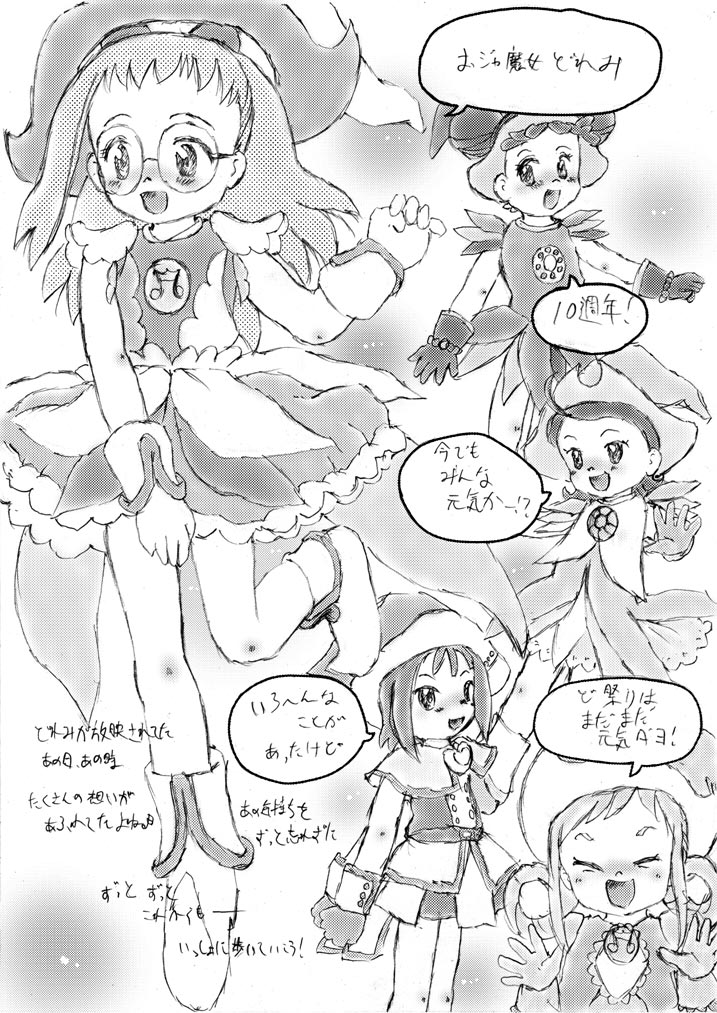 おジャ魔女 どれみ
10週年!
今でも
みんな
元気かー!?
いろ〜んな
ことが
あったけど
ど祭りは
まだまだ
元気ダヨ!
どれみが放映されてた
あの日、あの時
たくさんの想いが
あふれてたよね
あの気持ちを
ずっと忘れずに
ずっと ずっと
これからも
いっしょに歩いていこう!